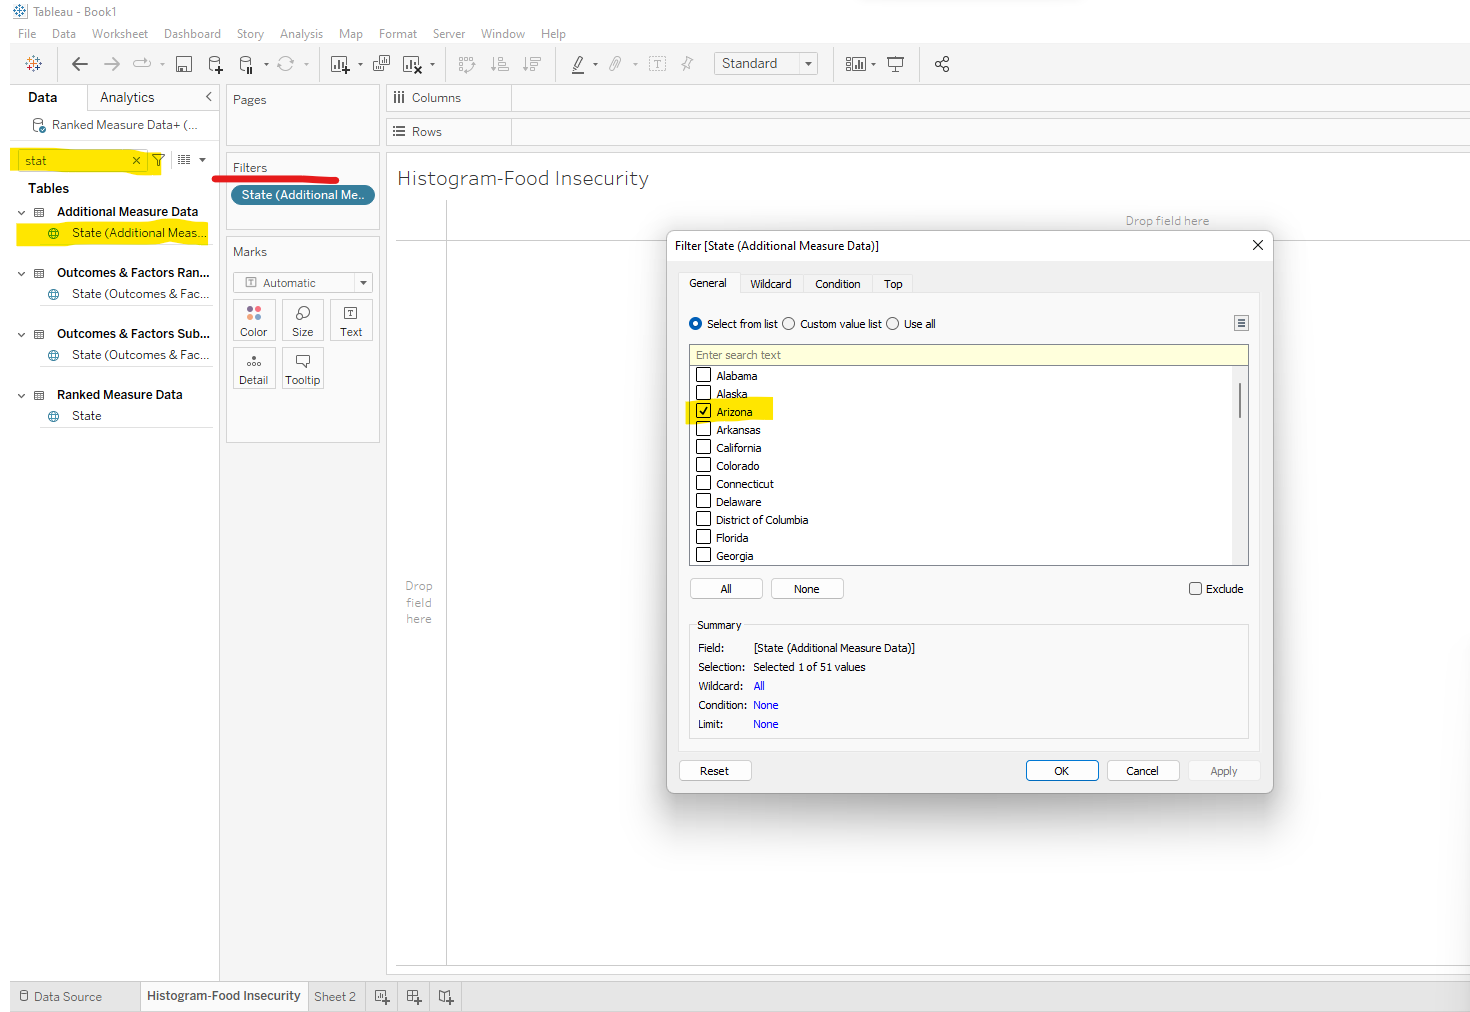 Tableau - Book1
File Data Worksheet Dashboard Story Analysis Map Format Server Window Help
Standard
Data Analytics
Ranked Measure Data+ (...
stat
Tables
Additional Measure Data
State (Additional Meas...
Outcomes & Factors Ran...
State (Outcomes & Fac...
Outcomes & Factors Sub...
State (Outcomes & Fac...
Ranked Measure Data
State
Pages
Filters
State (Additional Me..
Marks
Automatic
Color Size Text
Detail Tooltip
Columns
Rows
Histogram-Food Insecurity
Drop field here
Drop
field
here
Filter [State (Additional Measure Data)]
General Wildcard Condition Top
Select from list Custom value list Use all
Enter search text
Alabama
Alaska
Arizona
Arkansas
California
Colorado
Connecticut
Delaware
District of Columbia
Florida
Georgia
All None Exclude
Summary
Field: [State (Additional Measure Data)]
Selection: Selected 1 of 51 values
Wildcard: All
Condition: None
Limit: None
Reset OK Cancel Apply
Data Source Histogram-Food Insecurity Sheet 2